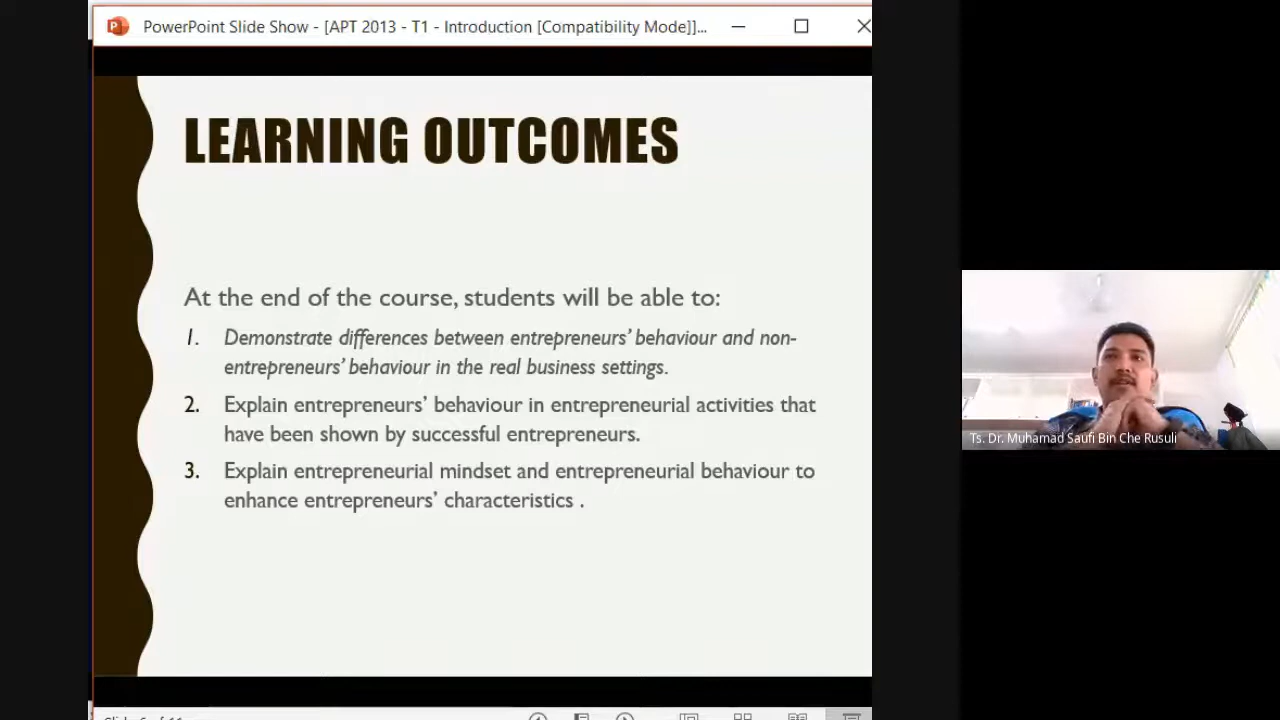 PowerPoint Slide Show - [APT 2013 - T1 - Introduction [Compatibility Mode]]...
LEARNING OUTCOMES
At the end of the course, students will be able to:
1. Demonstrate differences between entrepreneurs' behaviour and non-
entrepreneurs' behaviour in the real business settings.
2. Explain entrepreneurs' behaviour in entrepreneurial activities that
have been shown by successful entrepreneurs.
3. Explain entrepreneurial mindset and entrepreneurial behaviour to
enhance entrepreneurs' characteristics .
Ts. Dr. Muhamad Saufi Bin Che Rusuli